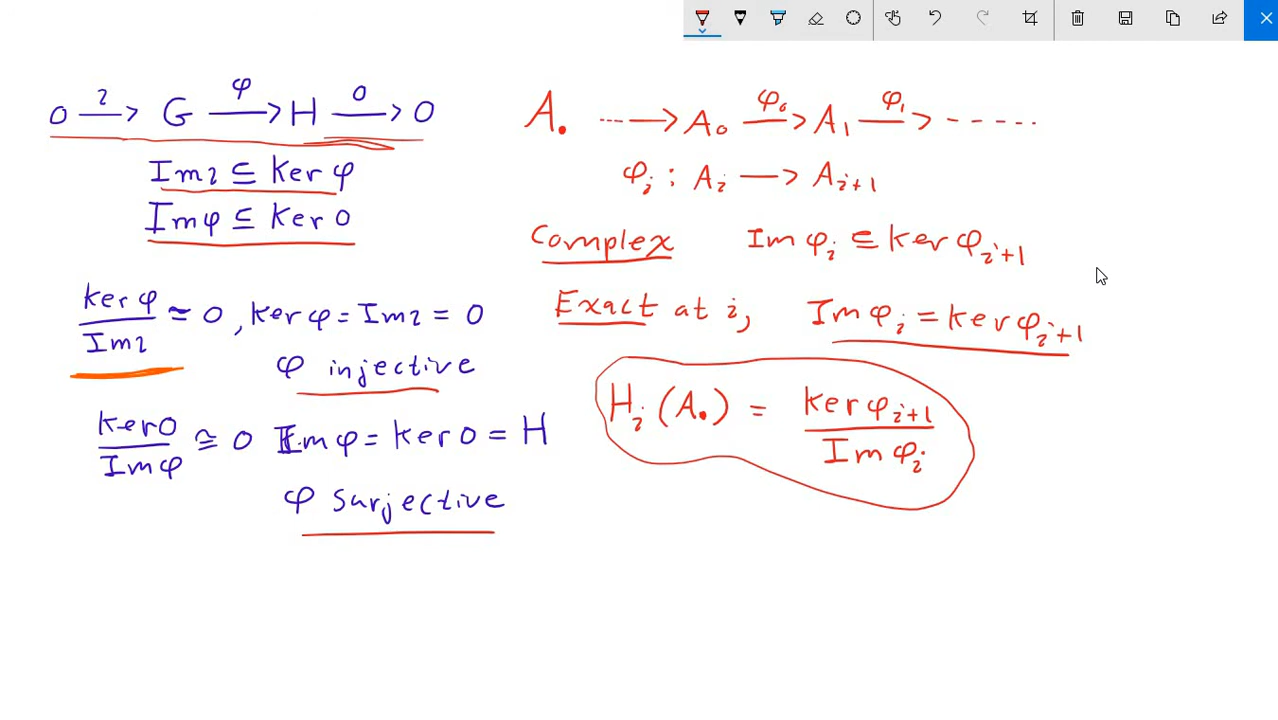 0 ⟶ᶥ G ⟶ᵠ H ⟶⁰ 0
Im ι ⊆ Ker φ
Im φ ⊆ Ker 0
ker φ / Im ι ≃ 0, ker φ = Im ι = 0
φ injective
ker 0 / Im φ ≅ 0 Im φ = ker 0 = H
φ surjective
A. ---⟶ A₀ ⟶^φ₀ A₁ ⟶^φ₁ -----
φᵢ : Aᵢ ⟶ Aᵢ₊₁
Complex Im φᵢ ⊆ ker φᵢ₊₁
Exact at i, Im φᵢ = ker φᵢ₊₁
Hᵢ(A.) = ker φᵢ₊₁ / Im φᵢ